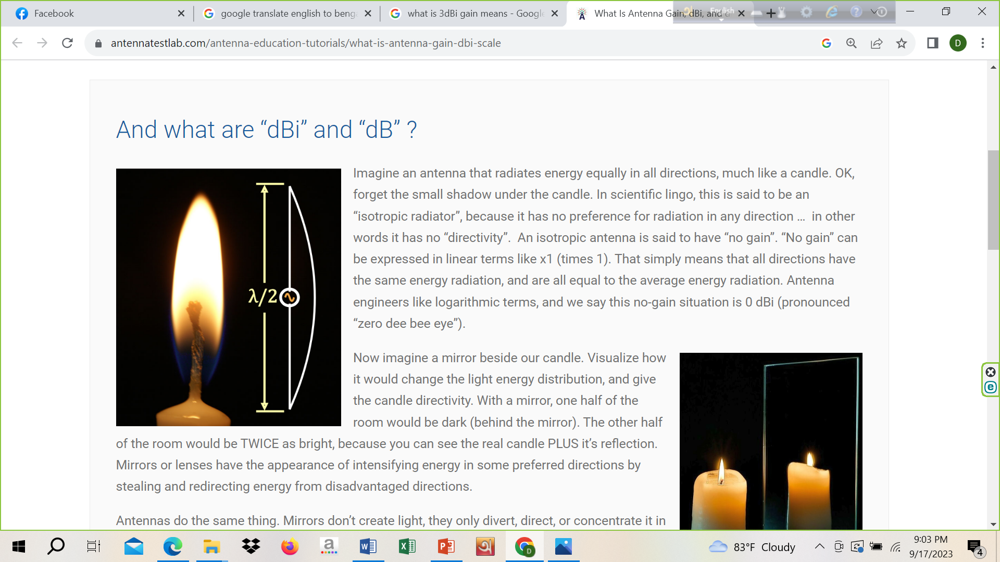 Facebook
google translate english to beng
what is 3dBi gain means - Google
What Is Antenna Gain, dBi, and d
English
antennatestlab.com/antenna-education-tutorials/what-is-antenna-gain-dbi-scale
D
And what are “dBi” and “dB” ?
Imagine an antenna that radiates energy equally in all directions, much like a candle. OK,
forget the small shadow under the candle. In scientific lingo, this is said to be an
“isotropic radiator”, because it has no preference for radiation in any direction ... in other
words it has no “directivity”. An isotropic antenna is said to have “no gain”. “No gain” can
be expressed in linear terms like x1 (times 1). That simply means that all directions have
the same energy radiation, and are all equal to the average energy radiation. Antenna
engineers like logarithmic terms, and we say this no-gain situation is 0 dBi (pronounced
“zero dee bee eye”).
λ/2
Now imagine a mirror beside our candle. Visualize how
it would change the light energy distribution, and give
the candle directivity. With a mirror, one half of the
room would be dark (behind the mirror). The other half
of the room would be TWICE as bright, because you can see the real candle PLUS it’s reflection.
Mirrors or lenses have the appearance of intensifying energy in some preferred directions by
stealing and redirecting energy from disadvantaged directions.
Antennas do the same thing. Mirrors don’t create light, they only divert, direct, or concentrate it in
83°F Cloudy
9:03 PM
9/17/2023
4